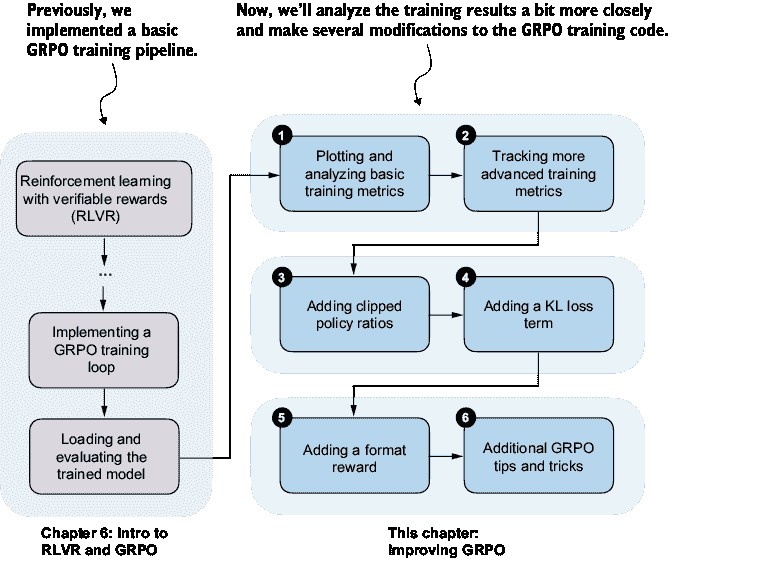 Previously, we
implemented a basic
GRPO training pipeline.
Now, we'll analyze the training results a bit more closely
and make several modifications to the GRPO training code.
Reinforcement learning
with verifiable rewards
(RLVR)
...
Implementing a
GRPO training
loop
Loading and
evaluating the
trained model
Chapter 6: Intro to
RLVR and GRPO
1
Plotting and
analyzing basic
training metrics
2
Tracking more
advanced training
metrics
3
Adding clipped
policy ratios
4
Adding a KL loss
term
5
Adding a format
reward
6
Additional GRPO
tips and tricks
This chapter:
Improving GRPO